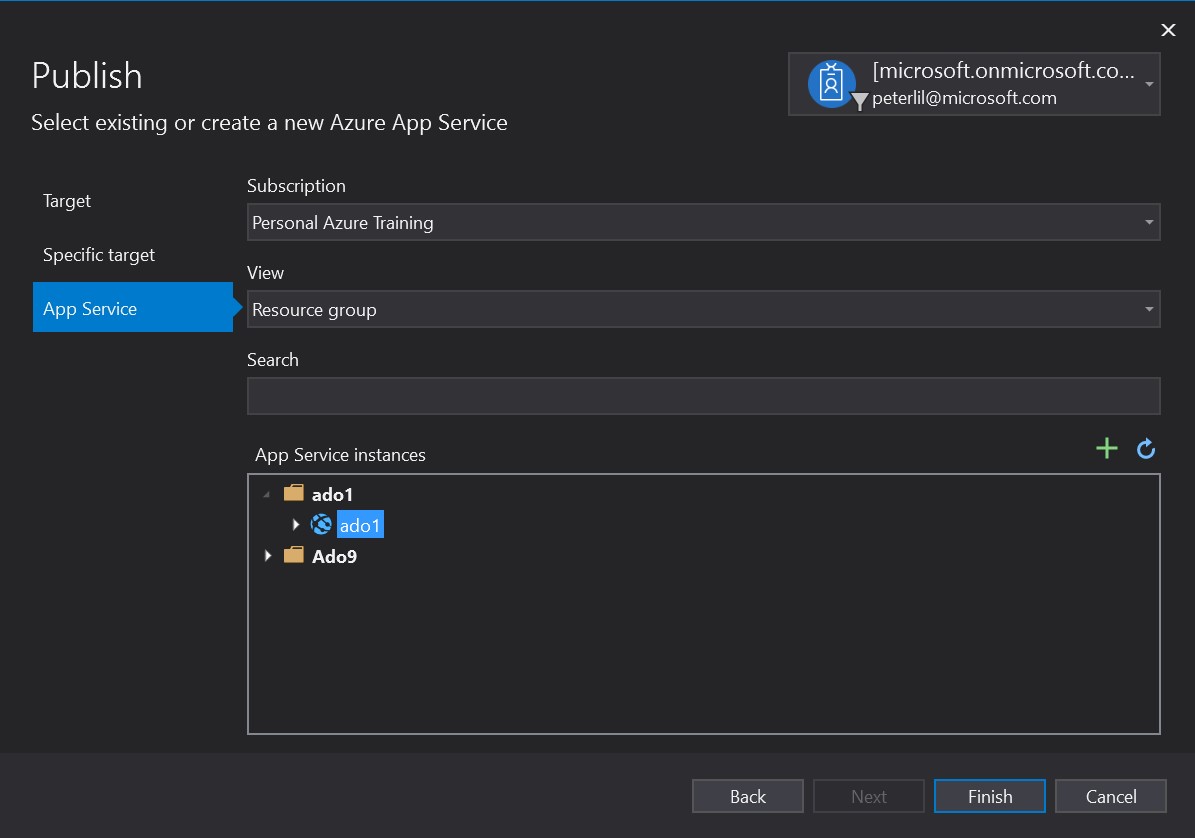 Publish
[microsoft.onmicrosoft.co...
peterlil@microsoft.com
Select existing or create a new Azure App Service
Target
Specific target
App Service
Subscription
Personal Azure Training
View
Resource group
Search
App Service instances
ado1
ado1
Ado9
Back
Next
Finish
Cancel